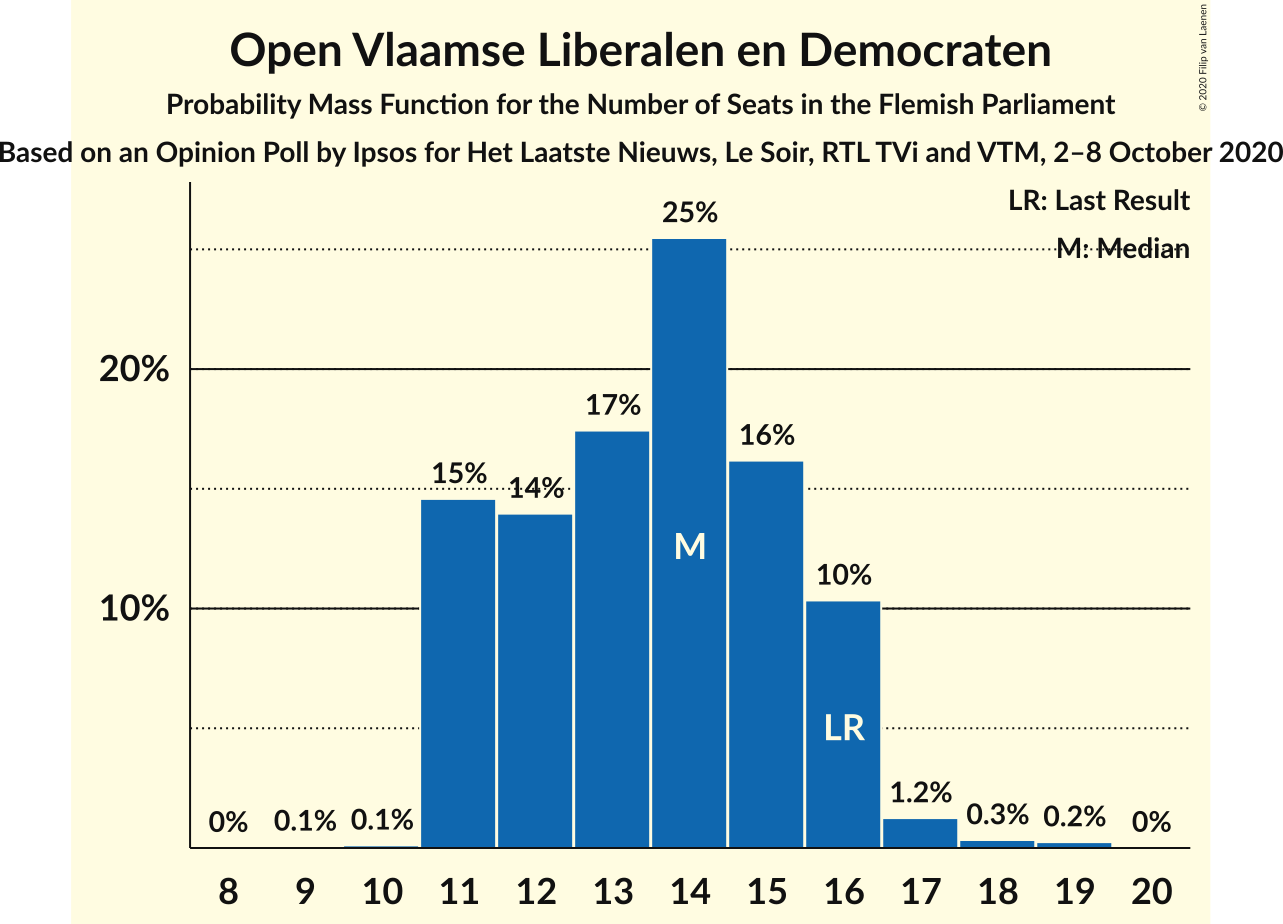 Open Vlaamse Liberalen en Democraten
Probability Mass Function for the Number of Seats in the Flemish Parliament
Based on an Opinion Poll by Ipsos for Het Laatste Nieuws, Le Soir, RTL TVi and VTM, 2–8 October 2020
© 2020 Filip van Laenen
LR: Last Result
M: Median
25%
20%
17%
16%
15%
14%
M
10%
10%
LR
1.2%
0.3%
0.2%
0%
0.1%
0.1%
0%
8 9 10 11 12 13 14 15 16 17 18 19 20